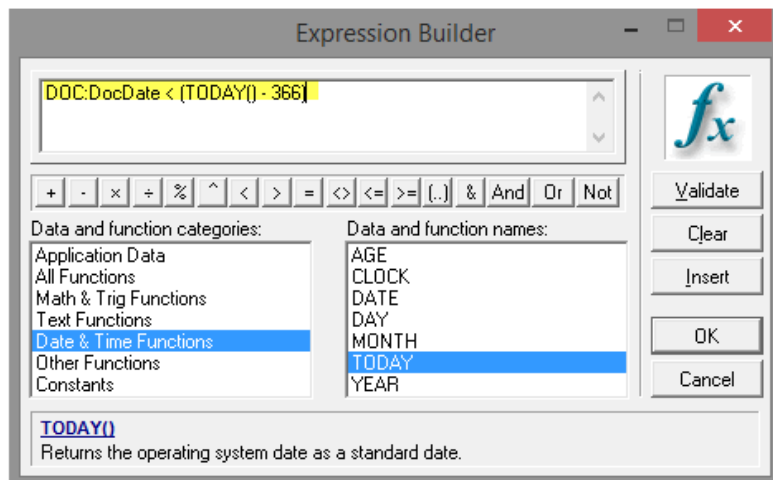 Expression Builder
DOC:DocDate < (TODAY() - 366)
fx
+ - × ÷ % ^ < > = <> <= >= (..) & And Or Not
Validate
Clear
Insert
OK
Cancel
Data and function categories:
Application Data
All Functions
Math & Trig Functions
Text Functions
Date & Time Functions
Other Functions
Constants
Data and function names:
AGE
CLOCK
DATE
DAY
MONTH
TODAY
YEAR
TODAY()
Returns the operating system date as a standard date.